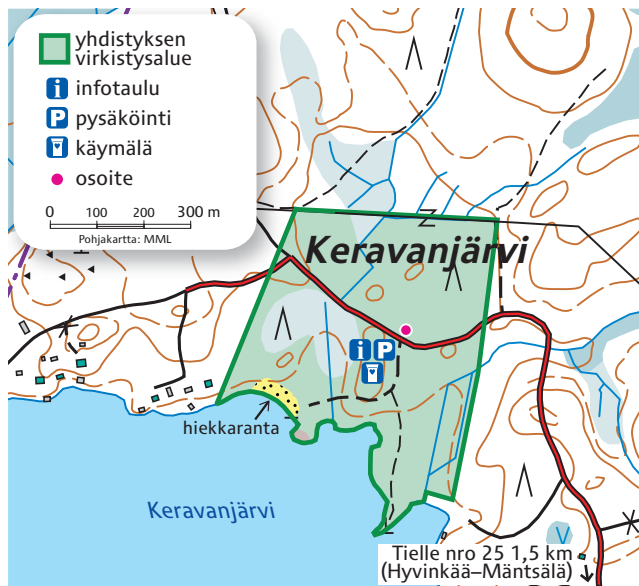 yhdistyksen
virkistysalue
i infotaulu
P pysäköinti
käymälä
osoite
0 100 200 300 m
Pohjakartta: MML
Keravanjärvi
i P
hiekkaranta
Keravanjärvi
Tielle nro 25 1,5 km
(Hyvinkää–Mäntsälä)